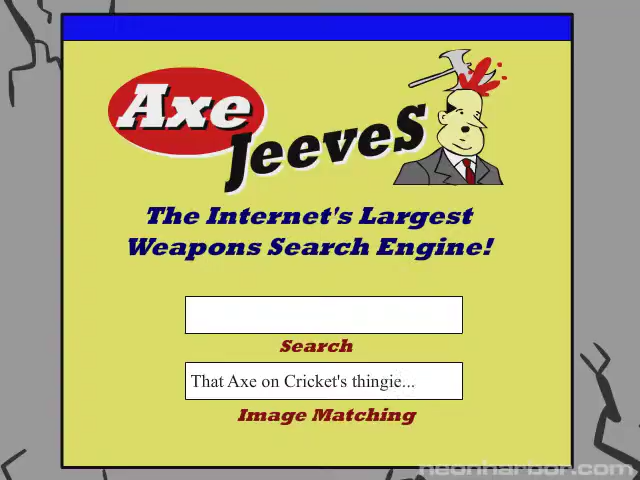 Axe
Jeeves
The Internet's Largest
Weapons Search Engine!
Search
That Axe on Cricket's thingie...
Image Matching
neonharbor.com